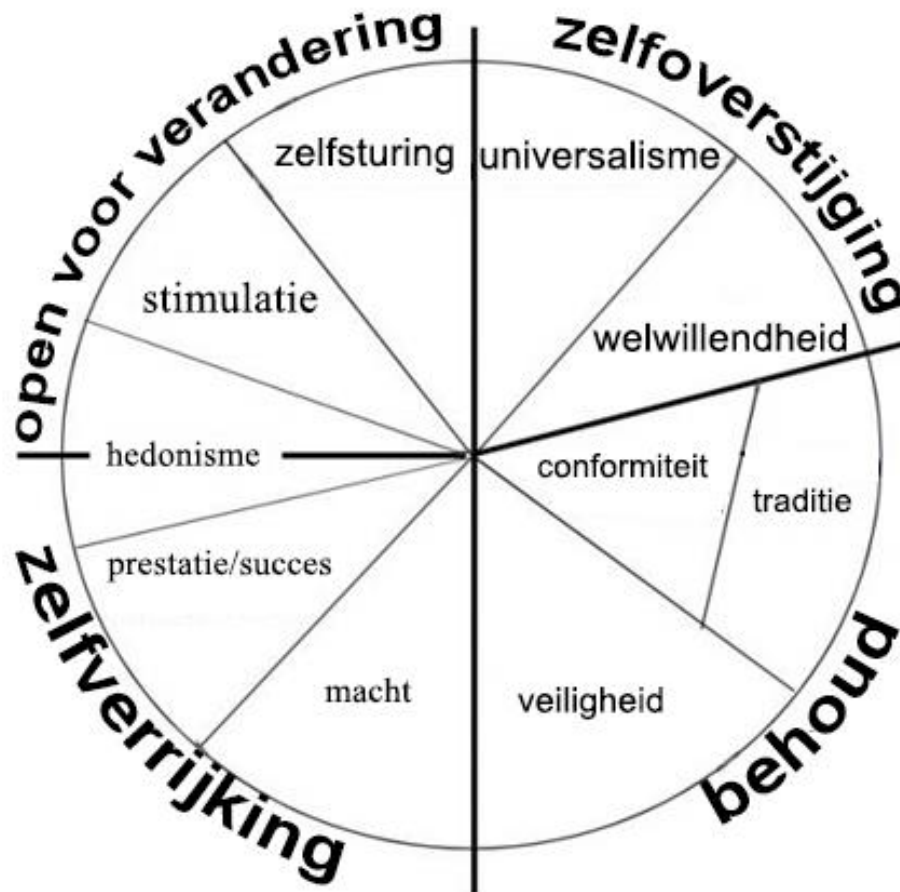 open voor verandering
zelfoverstijging
zelfsturing
universalisme
stimulatie
welwillendheid
hedonisme
conformiteit
traditie
prestatie/succes
macht
veiligheid
zelfverrijking
behoud